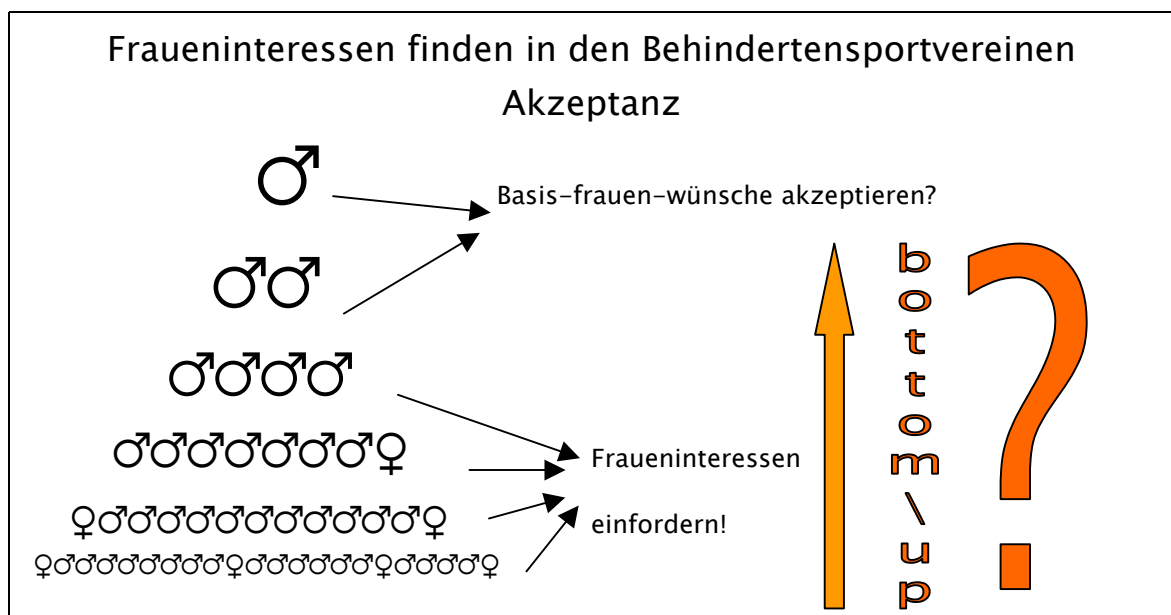 Fraueninteressen finden in den Behindertensportvereinen
Akzeptanz
Basis-frauen-wünsche akzeptieren?
Fraueninteressen
einfordern!
bottom\up
?